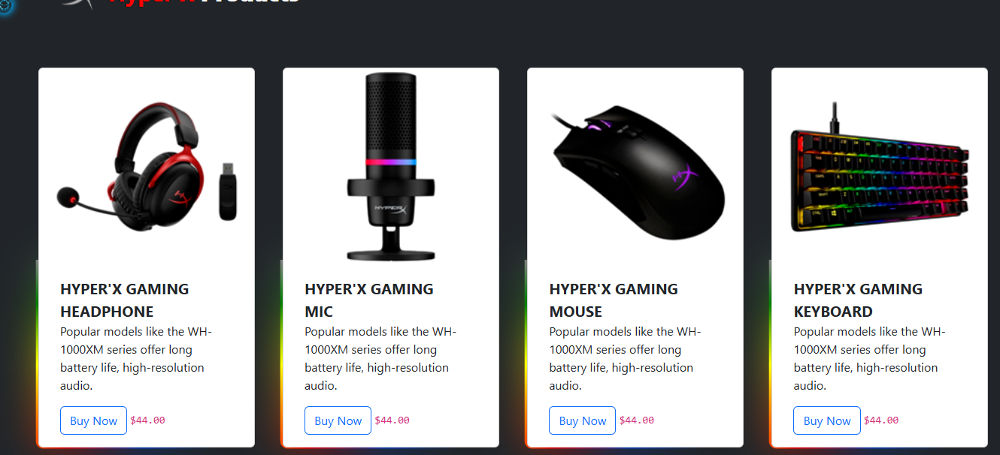 Hyper'x Products
HYPER'X GAMING
HEADPHONE
Popular models like the WH-
1000XM series offer long
battery life, high-resolution
audio.
Buy Now $44.00
HYPERX
HYPER'X GAMING
MIC
Popular models like the WH-
1000XM series offer long
battery life, high-resolution
audio.
Buy Now $44.00
HYPER'X GAMING
MOUSE
Popular models like the WH-
1000XM series offer long
battery life, high-resolution
audio.
Buy Now $44.00
HYPER'X GAMING
KEYBOARD
Popular models like the WH-
1000XM series offer long
battery life, high-resolution
audio.
Buy Now $44.00